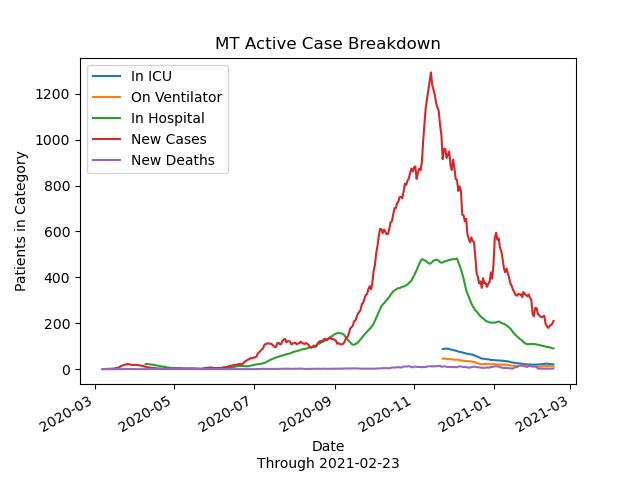 MT Active Case Breakdown
In ICU
On Ventilator
In Hospital
New Cases
New Deaths
Patients in Category
1200
1000
800
600
400
200
0
2020-03
2020-05
2020-07
2020-09
2020-11
2021-01
2021-03
Date
Through 2021-02-23